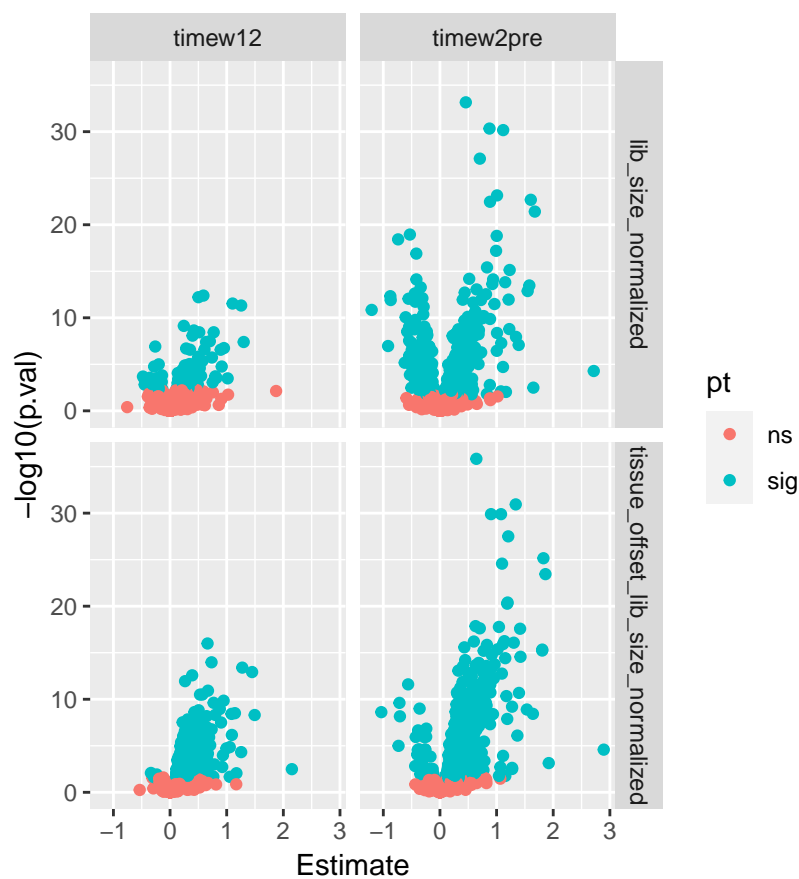 timew12 timew2pre
30
20
10
0
lib_size_normalized
30
20
10
0
tissue_offset_lib_size_normalized
−log10(p.val)
−1 0 1 2 3 −1 0 1 2 3
Estimate
pt
ns
sig